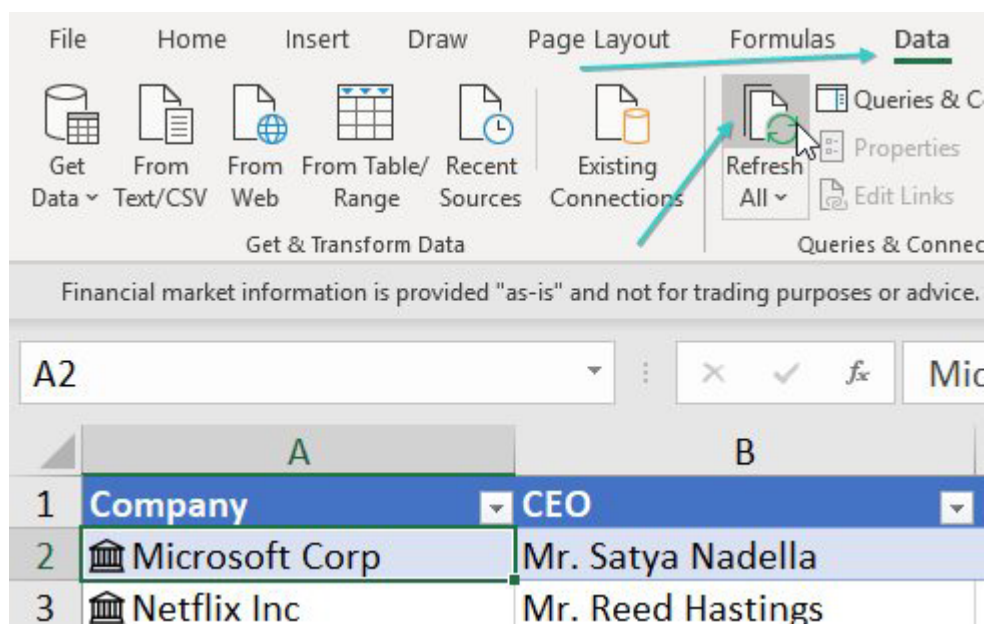 File Home Insert Draw Page Layout Formulas Data
Get Data
From Text/CSV
From Web
From Table/ Range
Recent Sources
Existing Connections
Refresh All
Queries & C
Properties
Edit Links
Get & Transform Data
Queries & Connec
Financial market information is provided "as-is" and not for trading purposes or advice.
A2 fx Mic
A B
1 Company CEO
2 Microsoft Corp Mr. Satya Nadella
3 Netflix Inc Mr. Reed Hastings